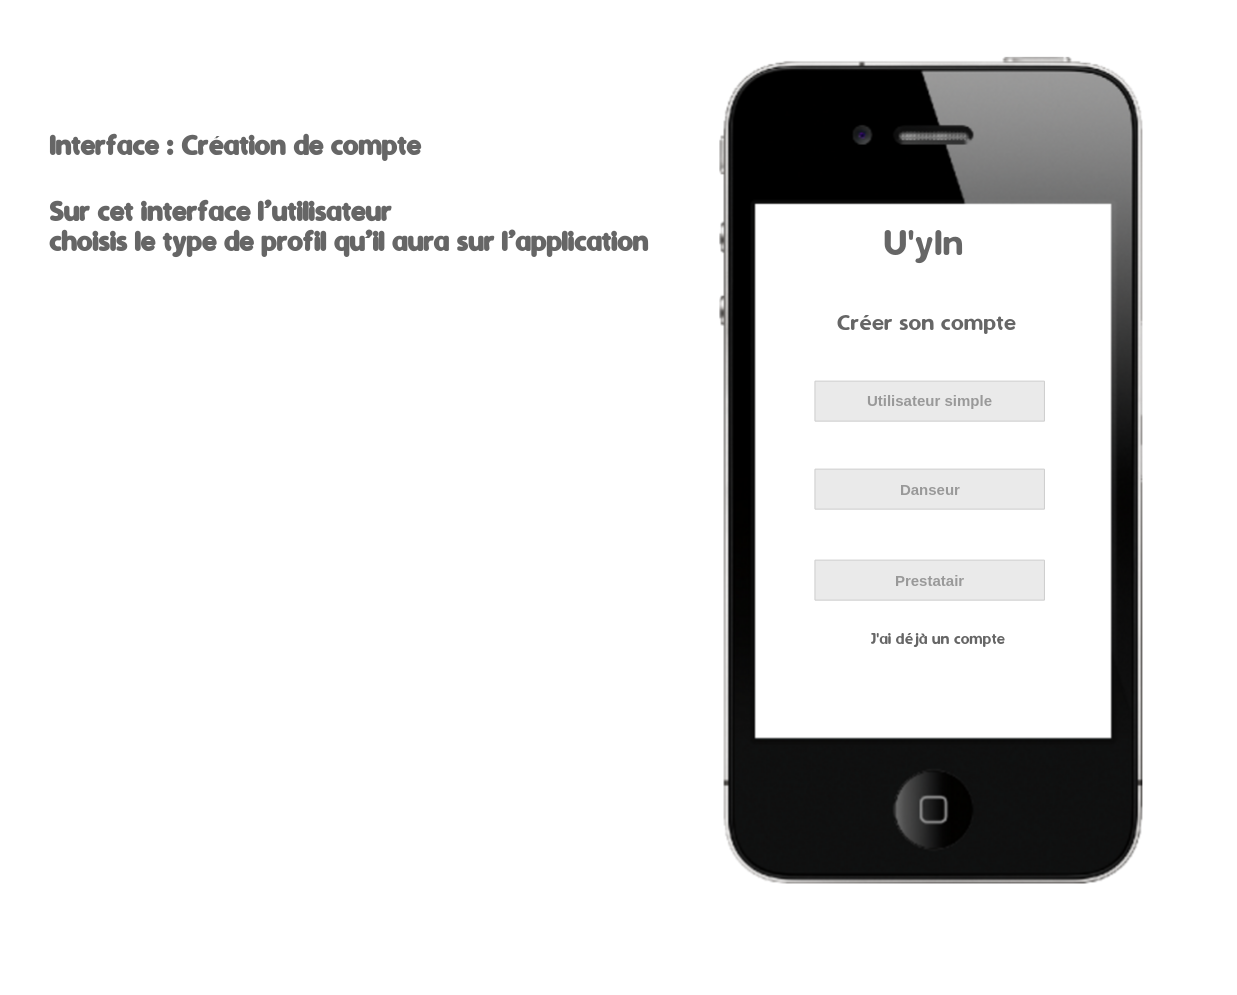 Interface : Création de compte
Sur cet interface l'utilisateur
choisis le type de profil qu'il aura sur l'application
U'yIn
Créer son compte
Utilisateur simple
Danseur
Prestatair
J'ai déjà un compte